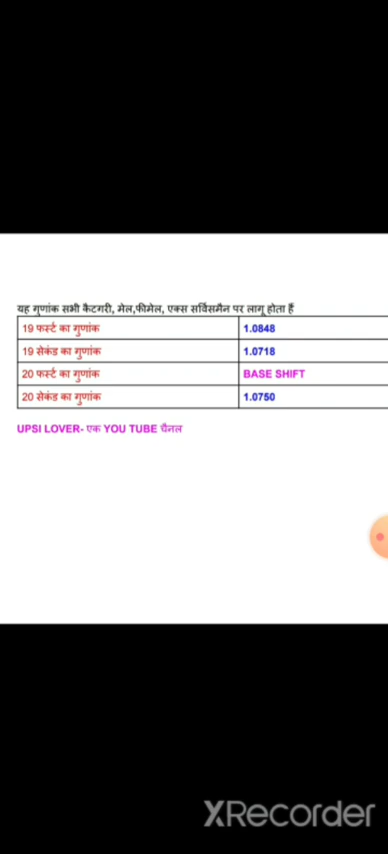 यह गुणांक सभी कैटगरी, मेल,फीमेल, एक्स सर्विसमैन पर लागू होता हैं
19 फर्स्ट का गुणांक 1.0848
19 सेकंड का गुणांक 1.0718
20 फर्स्ट का गुणांक BASE SHIFT
20 सेकंड का गुणांक 1.0750
UPSI LOVER- एक YOU TUBE चैनल
XRecorder